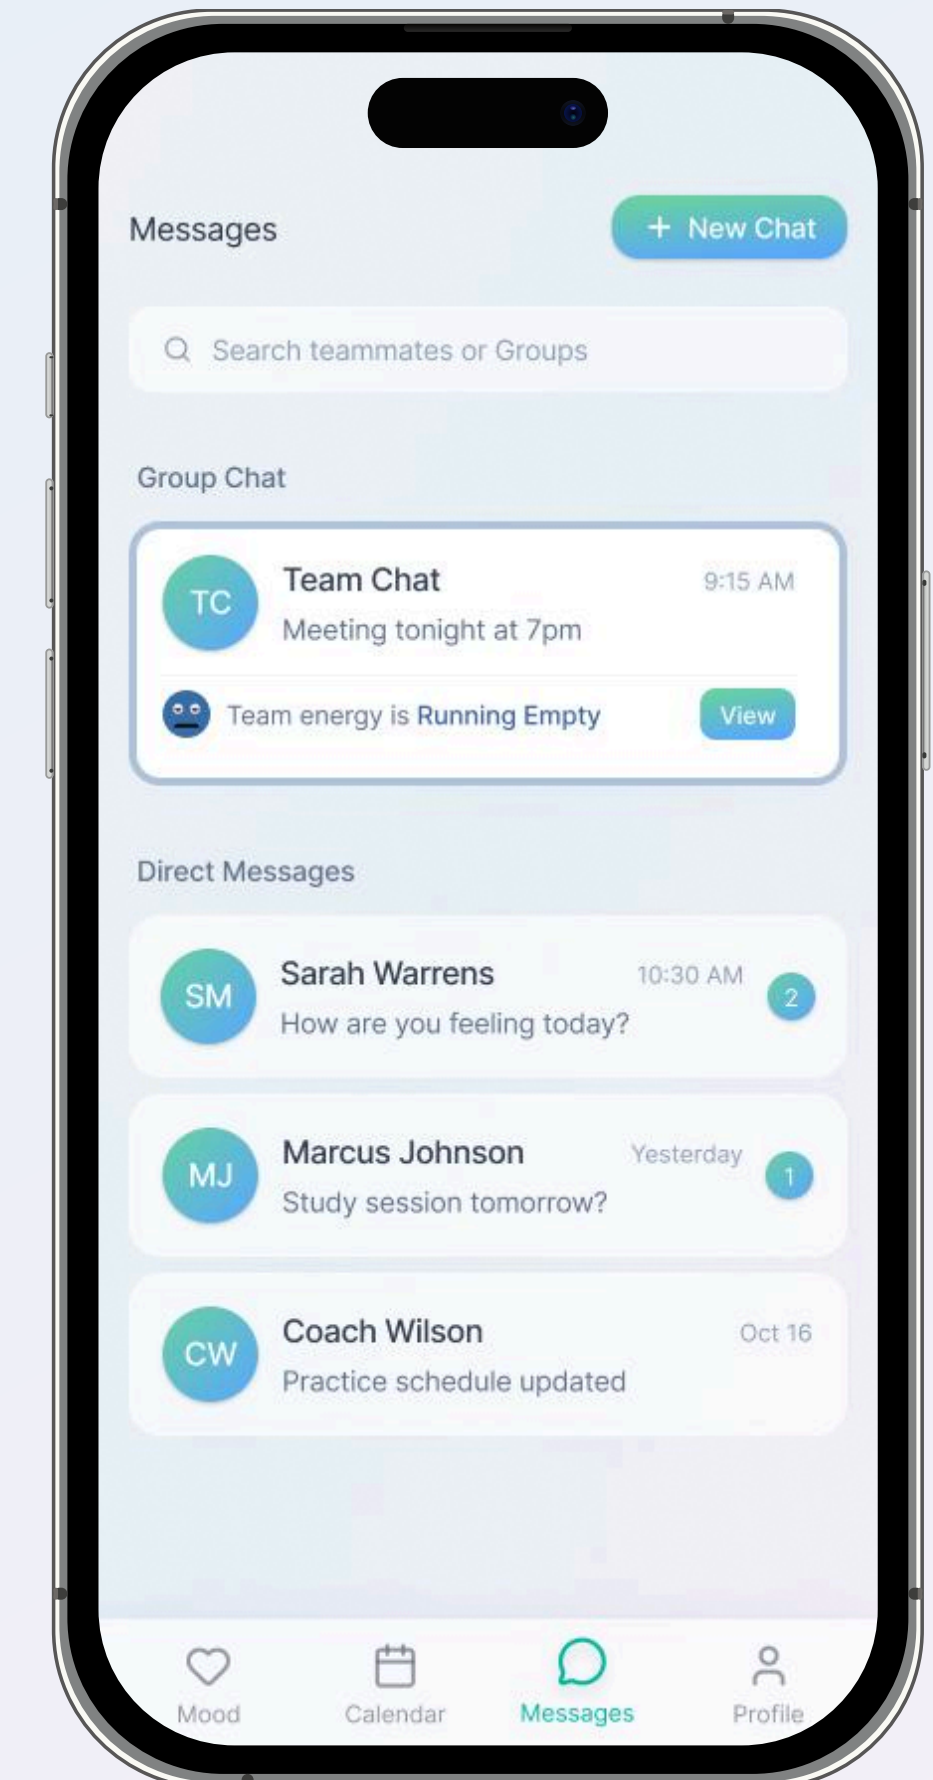 Messages
+ New Chat
Search teammates or Groups
Group Chat
TC
Team Chat
9:15 AM
Meeting tonight at 7pm
Team energy is Running Empty
View
Direct Messages
SM
Sarah Warrens
10:30 AM
2
How are you feeling today?
MJ
Marcus Johnson
Yesterday
1
Study session tomorrow?
CW
Coach Wilson
Oct 16
Practice schedule updated
Mood
Calendar
Messages
Profile